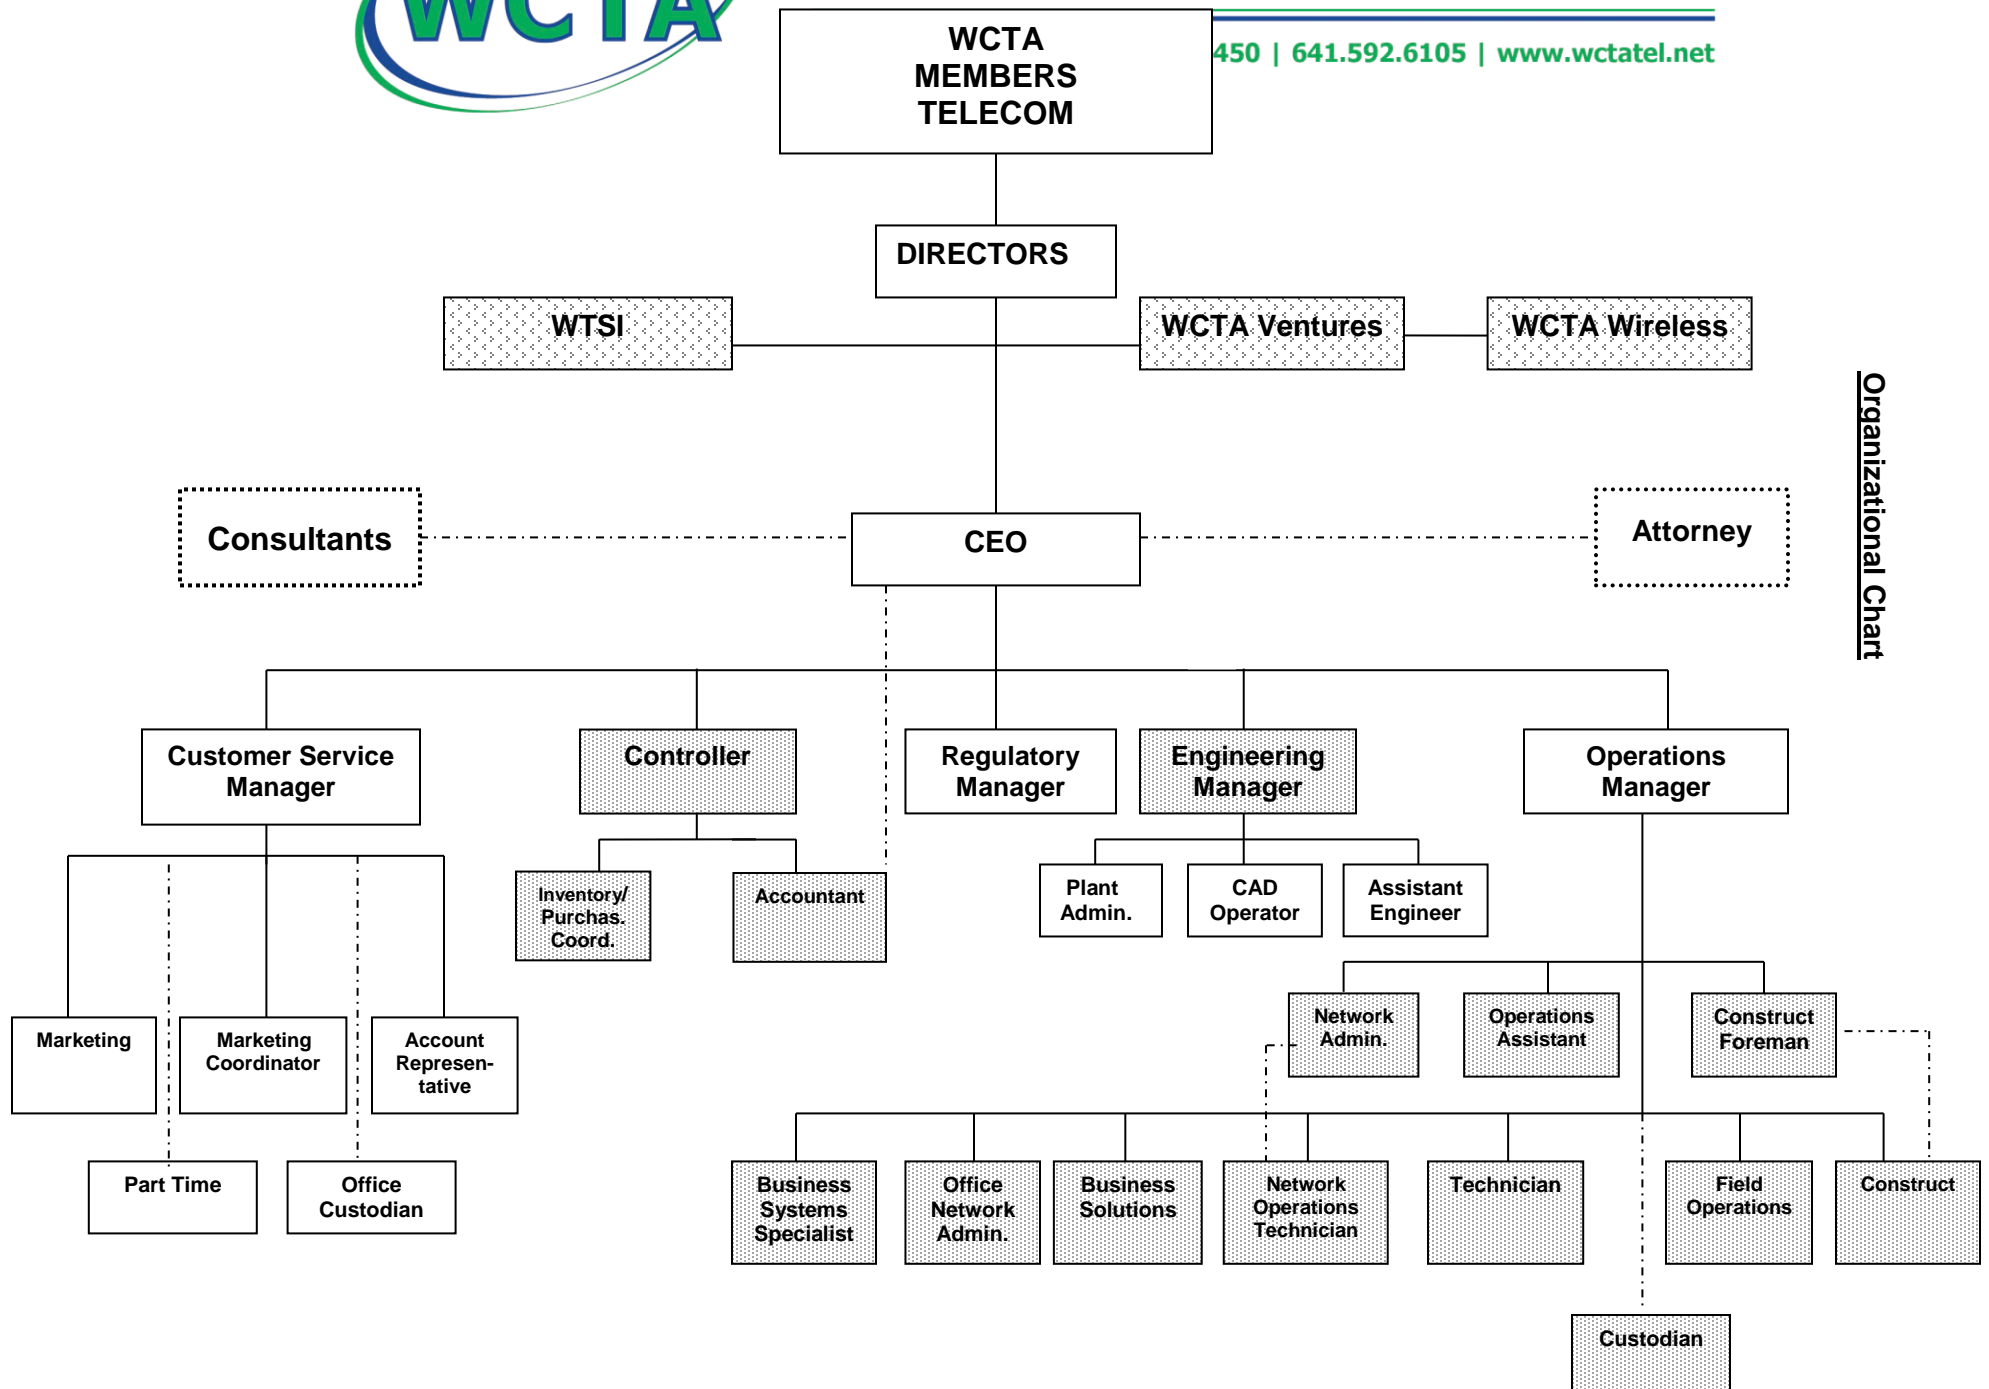 WCTA
450 | 641.592.6105 | www.wctatel.net
WCTA
MEMBERS
TELECOM
DIRECTORS
WTSI
WCTA Ventures
WCTA Wireless
Organizational Chart
Consultants
CEO
Attorney
Customer Service
Manager
Controller
Regulatory
Manager
Engineering
Manager
Operations
Manager
Inventory/
Purchas.
Coord.
Accountant
Plant
Admin.
CAD
Operator
Assistant
Engineer
Network
Admin.
Operations
Assistant
Construct
Foreman
Marketing
Marketing
Coordinator
Account
Represen-
tative
Part Time
Office
Custodian
Business
Systems
Specialist
Office
Network
Admin.
Business
Solutions
Network
Operations
Technician
Technician
Field
Operations
Construct
Custodian